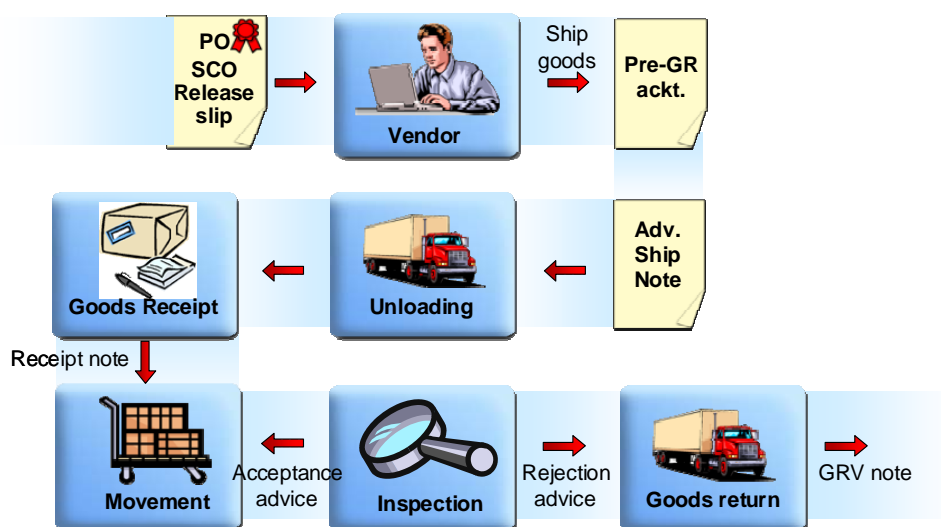 PO
SCO
Release
slip
Vendor
Ship
goods
Pre-GR
ackt.
Goods Receipt
Unloading
Adv.
Ship
Note
Receipt note
Movement
Acceptance
advice
Inspection
Rejection
advice
Goods return
GRV note